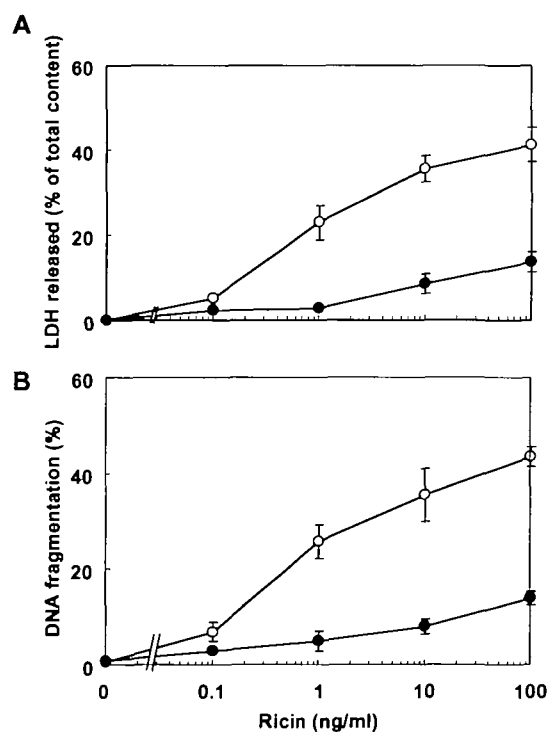 A
LDH released (% of total content)
60
40
20
0
B
DNA fragmentation (%)
60
40
20
0
0 0.1 1 10 100
Ricin (ng/ml)